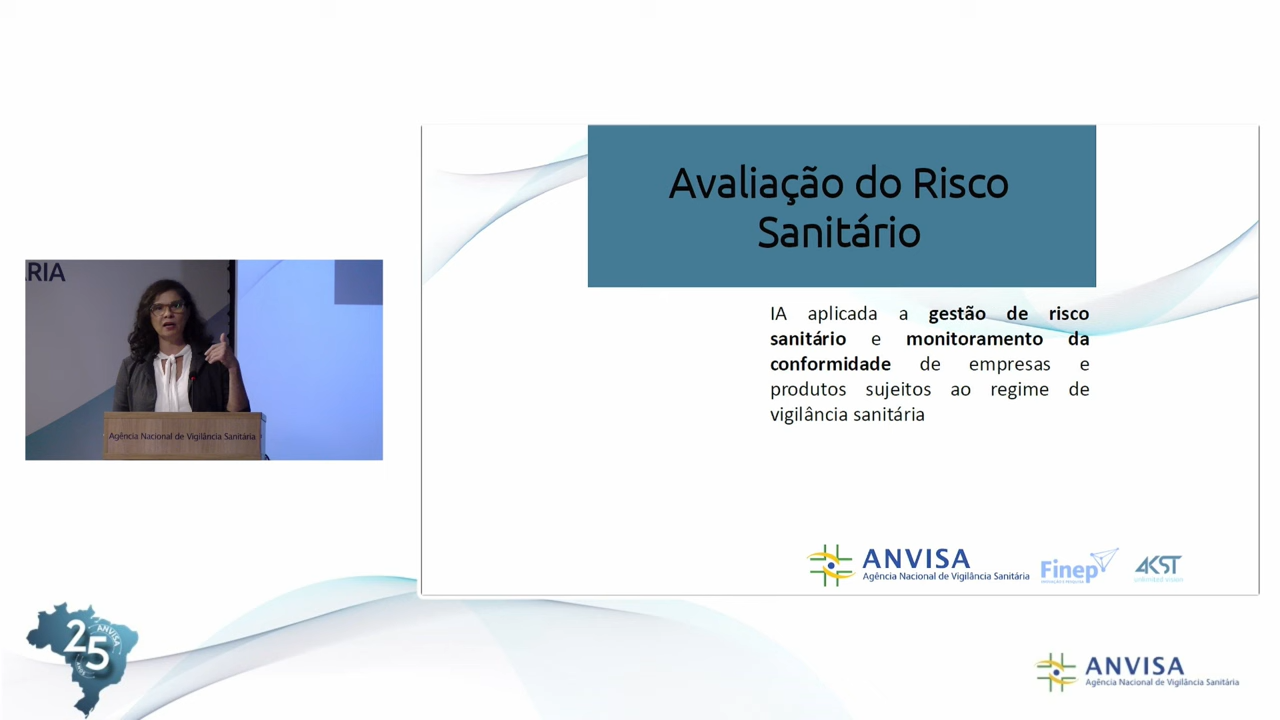 ÁRIA
Agência Nacional de Vigilância Sanitária
Avaliação do Risco
Sanitário
IA aplicada a gestão de risco
sanitário e monitoramento da
conformidade de empresas e
produtos sujeitos ao regime de
vigilância sanitária
ANVISA
Agência Nacional de Vigilância Sanitária
Finep
4KST
25
ANVISA
ANVISA
Agência Nacional de Vigilância Sanitária